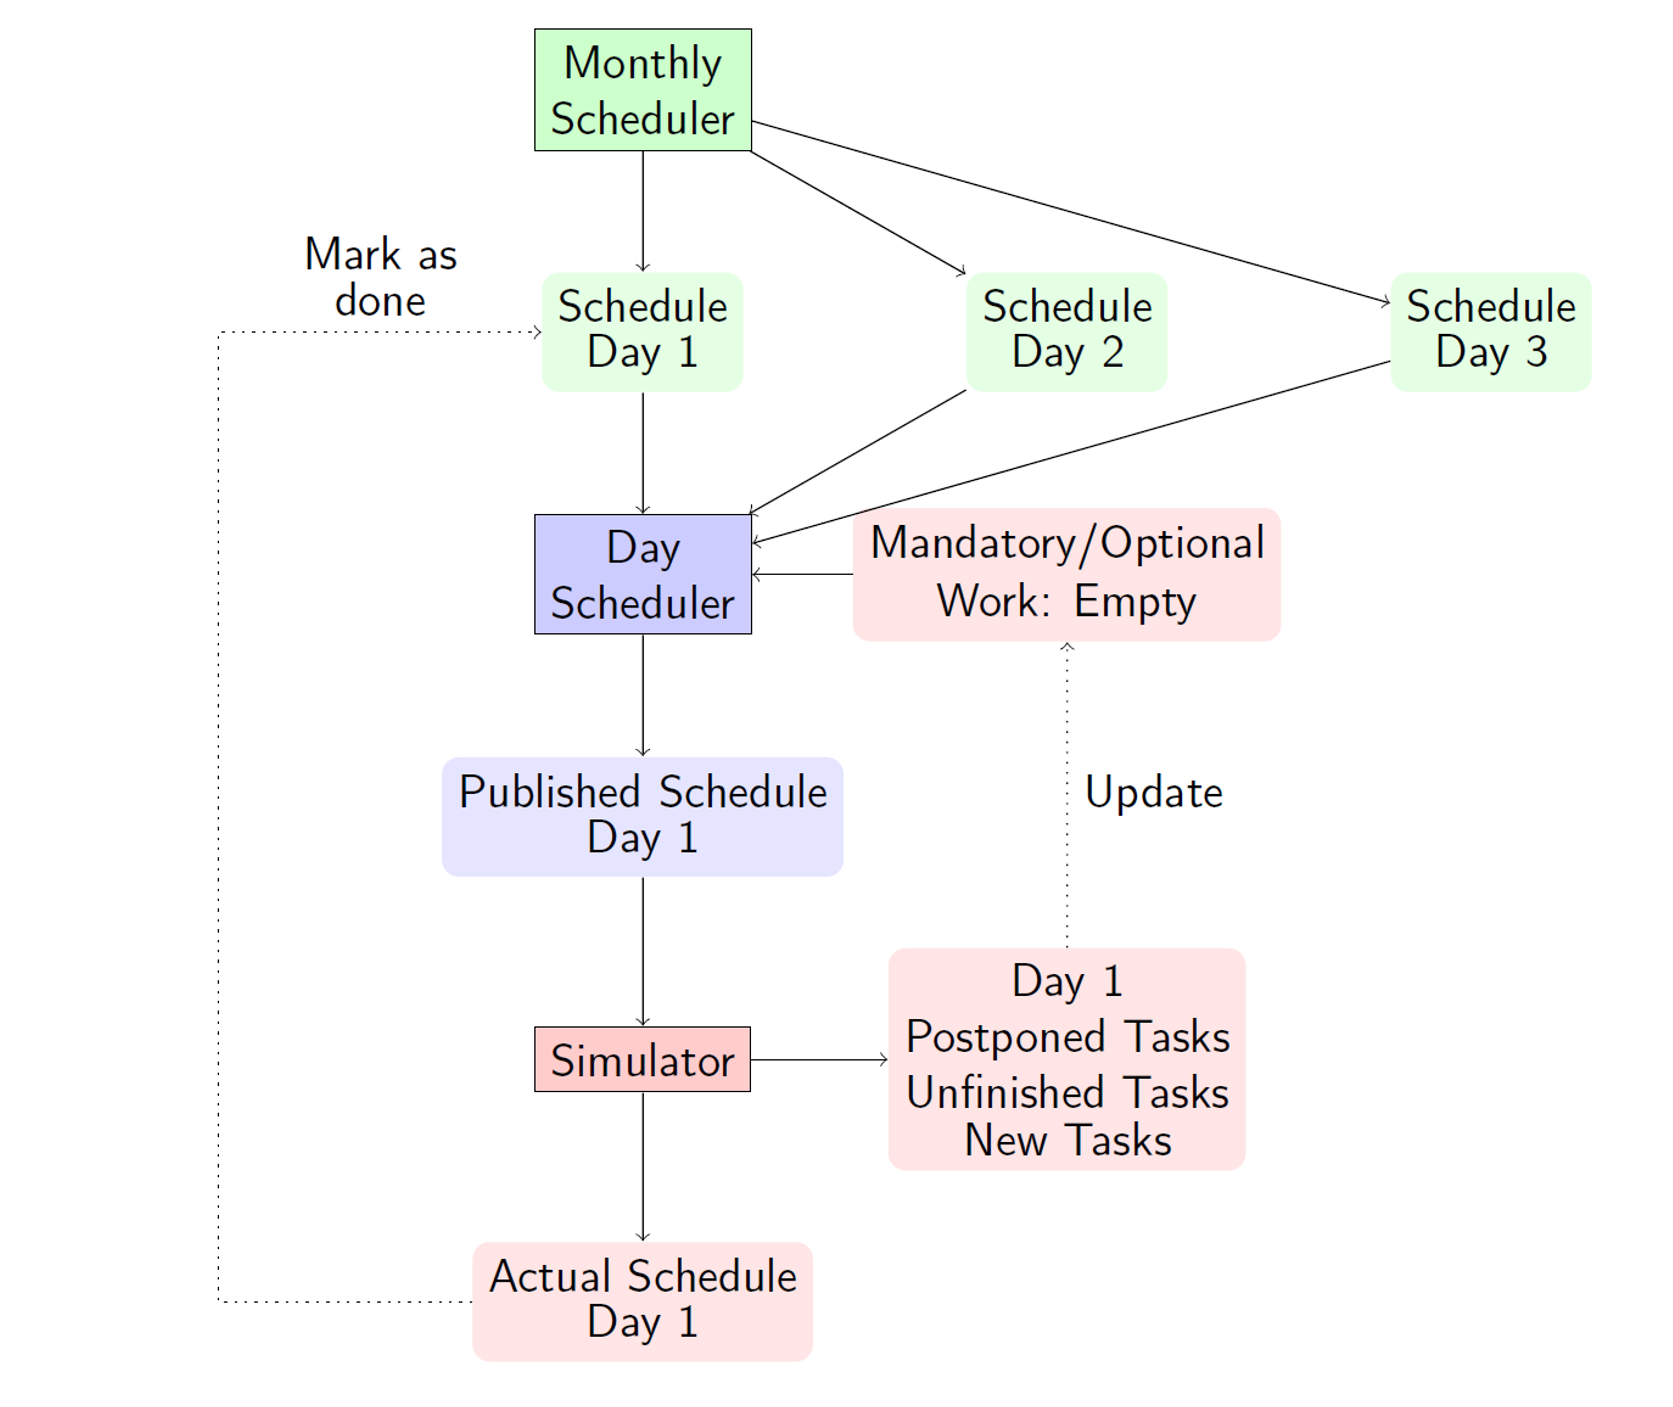 Monthly
Scheduler
Mark as
done
Schedule
Day 1
Schedule
Day 2
Schedule
Day 3
Day
Scheduler
Mandatory/Optional
Work: Empty
Published Schedule
Day 1
Update
Simulator
Day 1
Postponed Tasks
Unfinished Tasks
New Tasks
Actual Schedule
Day 1